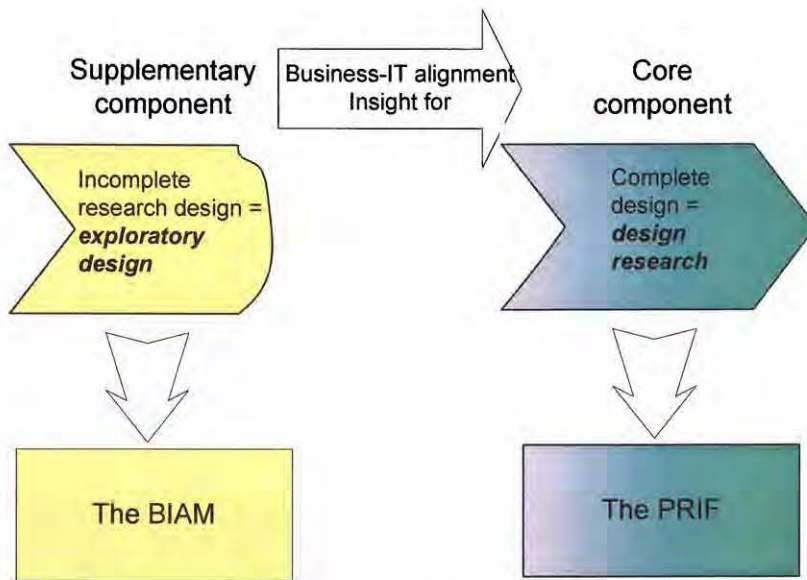 Supplementary
component
Business-IT alignment
Insight for
Core
component
Incomplete
research design =
exploratory
design
Complete
design =
design
research
The BIAM
The PRIF